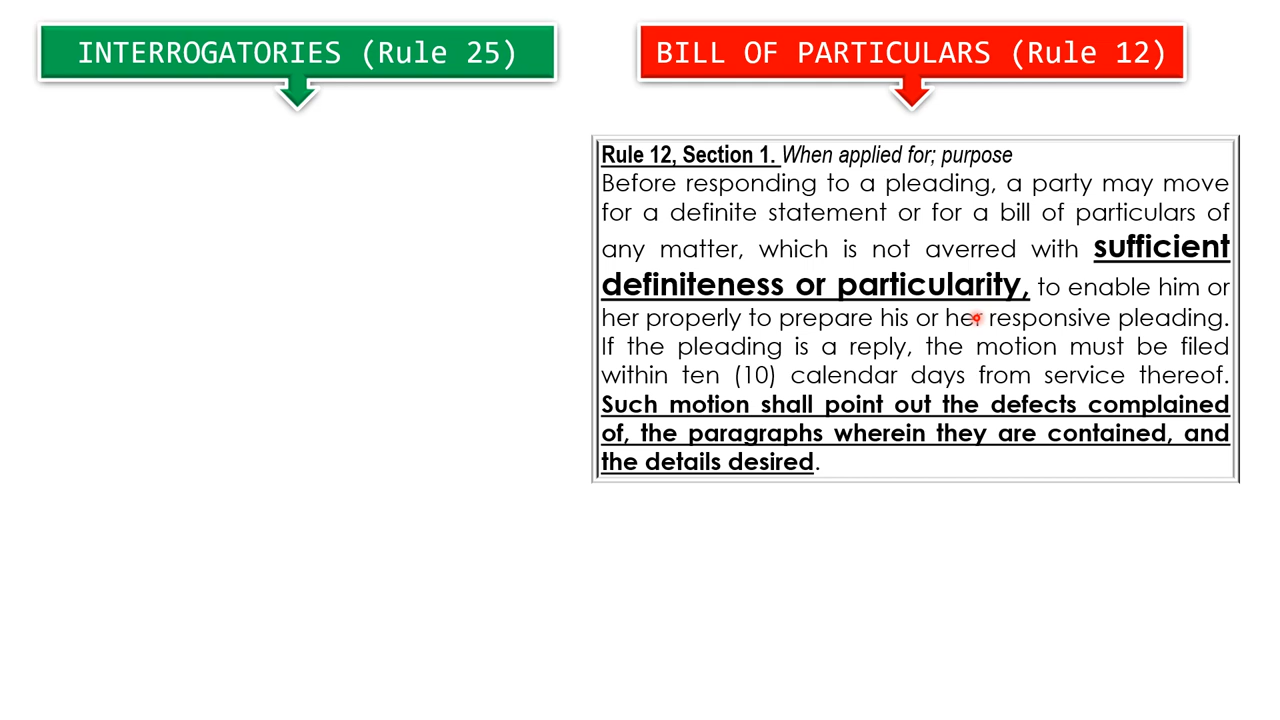 INTERROGATORIES (Rule 25)
BILL OF PARTICULARS (Rule 12)
Rule 12, Section 1. When applied for; purpose
Before responding to a pleading, a party may move
for a definite statement or for a bill of particulars of
any matter, which is not averred with sufficient
definiteness or particularity, to enable him or
her properly to prepare his or her responsive pleading.
If the pleading is a reply, the motion must be filed
within ten (10) calendar days from service thereof.
Such motion shall point out the defects complained
of, the paragraphs wherein they are contained, and
the details desired.